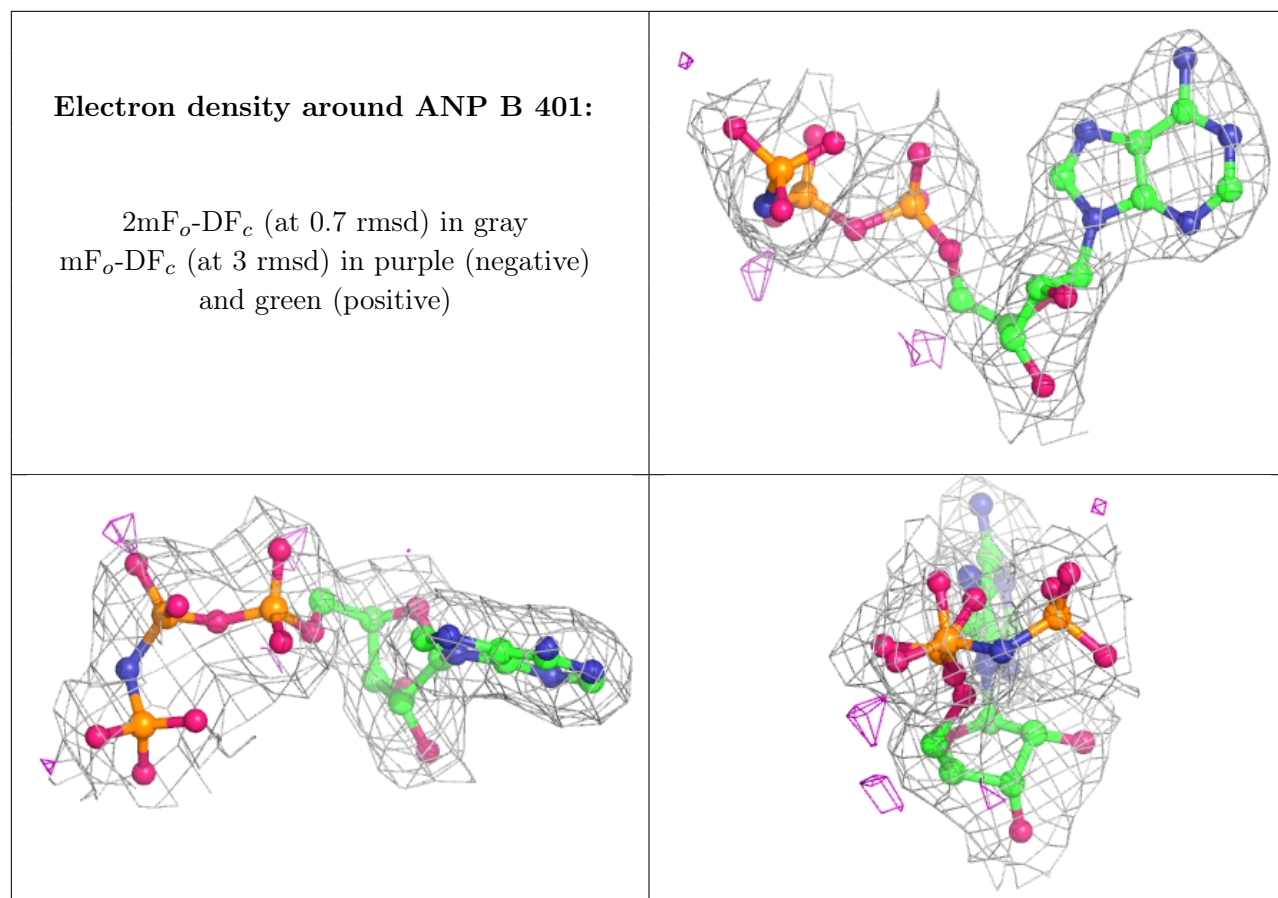 Electron density around ANP B 401:
2mFₒ-DF𝒸 (at 0.7 rmsd) in gray
mFₒ-DF𝒸 (at 3 rmsd) in purple (negative)
and green (positive)